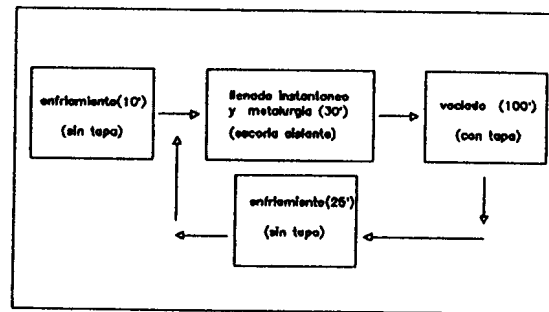 enfriamiento(10')
(sin tapa)
llenado instantaneo
y metalurgia (30')
(escoria aislante)
vaciado (100')
(con tapa)
enfriamiento(25')
(sin tapa)